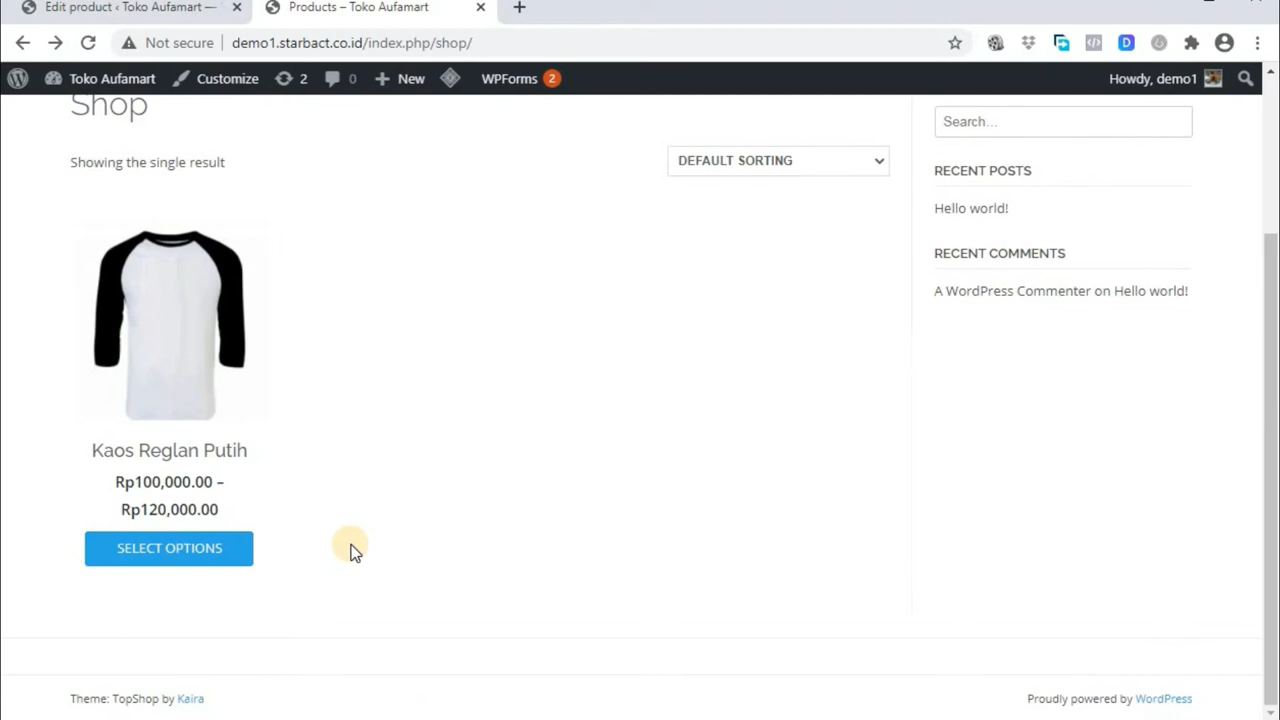 Edit product ‹ Toko Aufamart —
Products – Toko Aufamart
Not secure
demo1.starbact.co.id/index.php/shop/
Toko Aufamart
Customize
2
0
New
WPForms 2
Howdy, demo1
Shop
Showing the single result
DEFAULT SORTING
Kaos Reglan Putih
Rp100,000.00 –
Rp120,000.00
SELECT OPTIONS
Search…
RECENT POSTS
Hello world!
RECENT COMMENTS
A WordPress Commenter on Hello world!
Theme: TopShop by Kaira
Proudly powered by WordPress